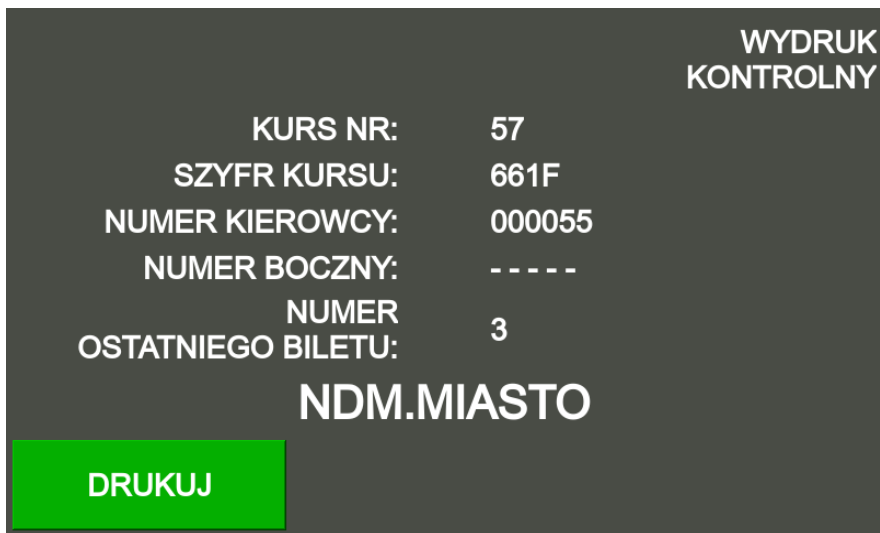 WYDRUK
KONTROLNY
KURS NR: 57
SZYFR KURSU: 661F
NUMER KIEROWCY: 000055
NUMER BOCZNY: - - - - -
NUMER
OSTATNIEGO BILETU: 3
NDM.MIASTO
DRUKUJ